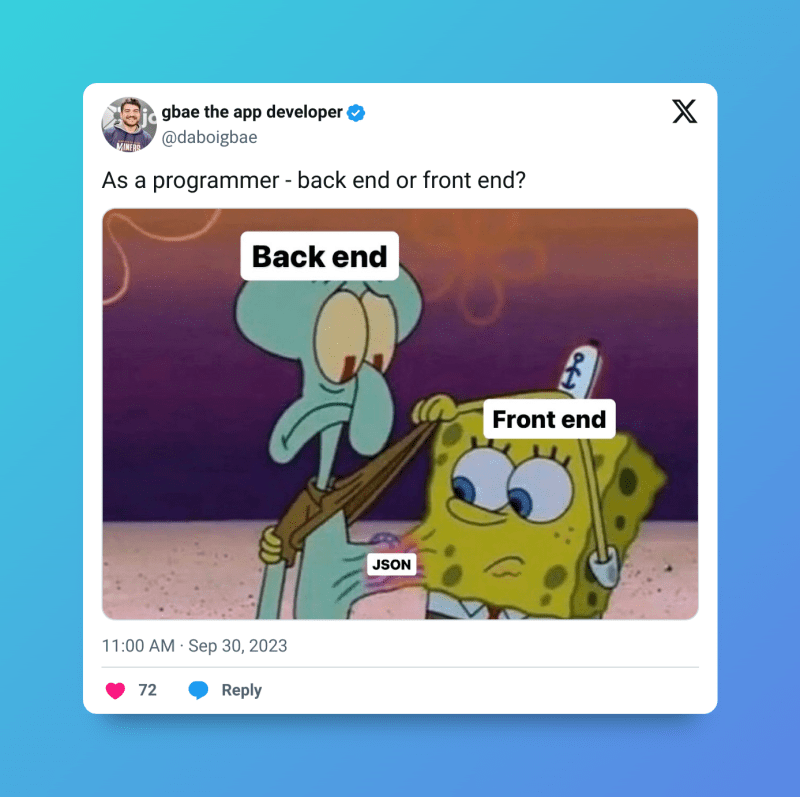 gbae the app developer
@daboigbae
As a programmer - back end or front end?
Back end
Front end
JSON
11:00 AM · Sep 30, 2023
72
Reply